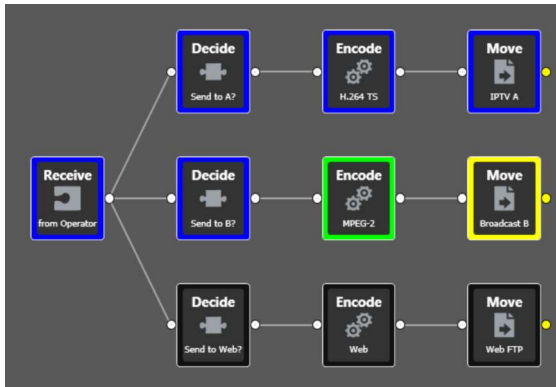 Decide
Send to A?
Encode
H.264 TS
Move
IPTV A
Receive
from Operator
Decide
Send to B?
Encode
MPEG-2
Move
Broadcast B
Decide
Send to Web?
Encode
Web
Move
Web FTP